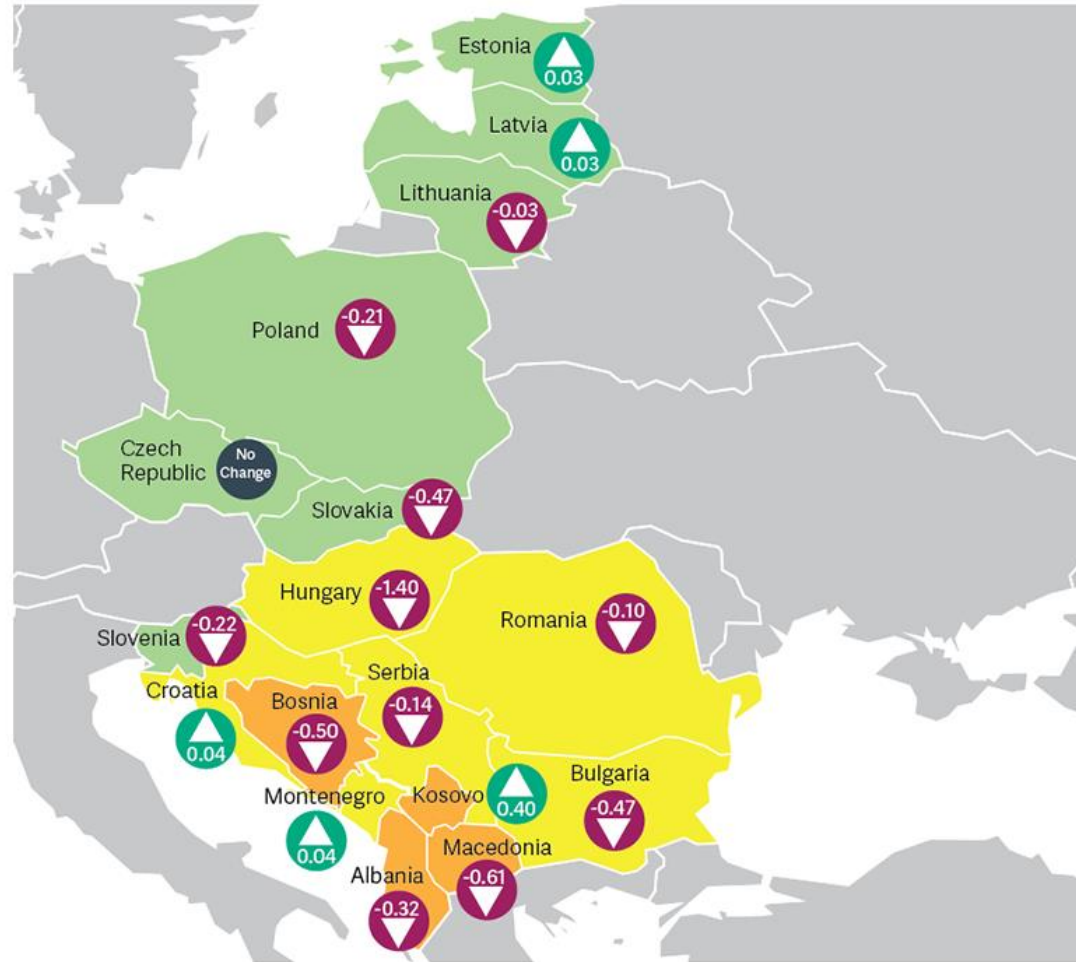 Estonia
0.03
Latvia
0.03
Lithuania
-0.03
Poland
-0.21
Czech
Republic
No
Change
Slovakia
-0.47
Hungary
-1.40
Romania
-0.10
Slovenia
-0.22
Croatia
0.04
Bosnia
-0.50
Serbia
-0.14
Montenegro
0.04
Kosovo
0.40
Bulgaria
-0.47
Macedonia
-0.61
Albania
-0.32